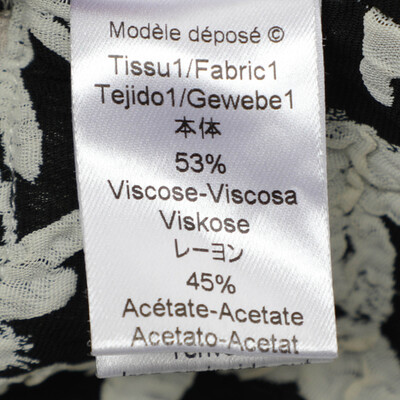 Modèle déposé ©
Tissu1/Fabric1
Tejido1/Gewebe1
本体
53%
Viscose-Viscosa
Viskose
レーヨン
45%
Acétate-Acetate
Acetato-Acetat